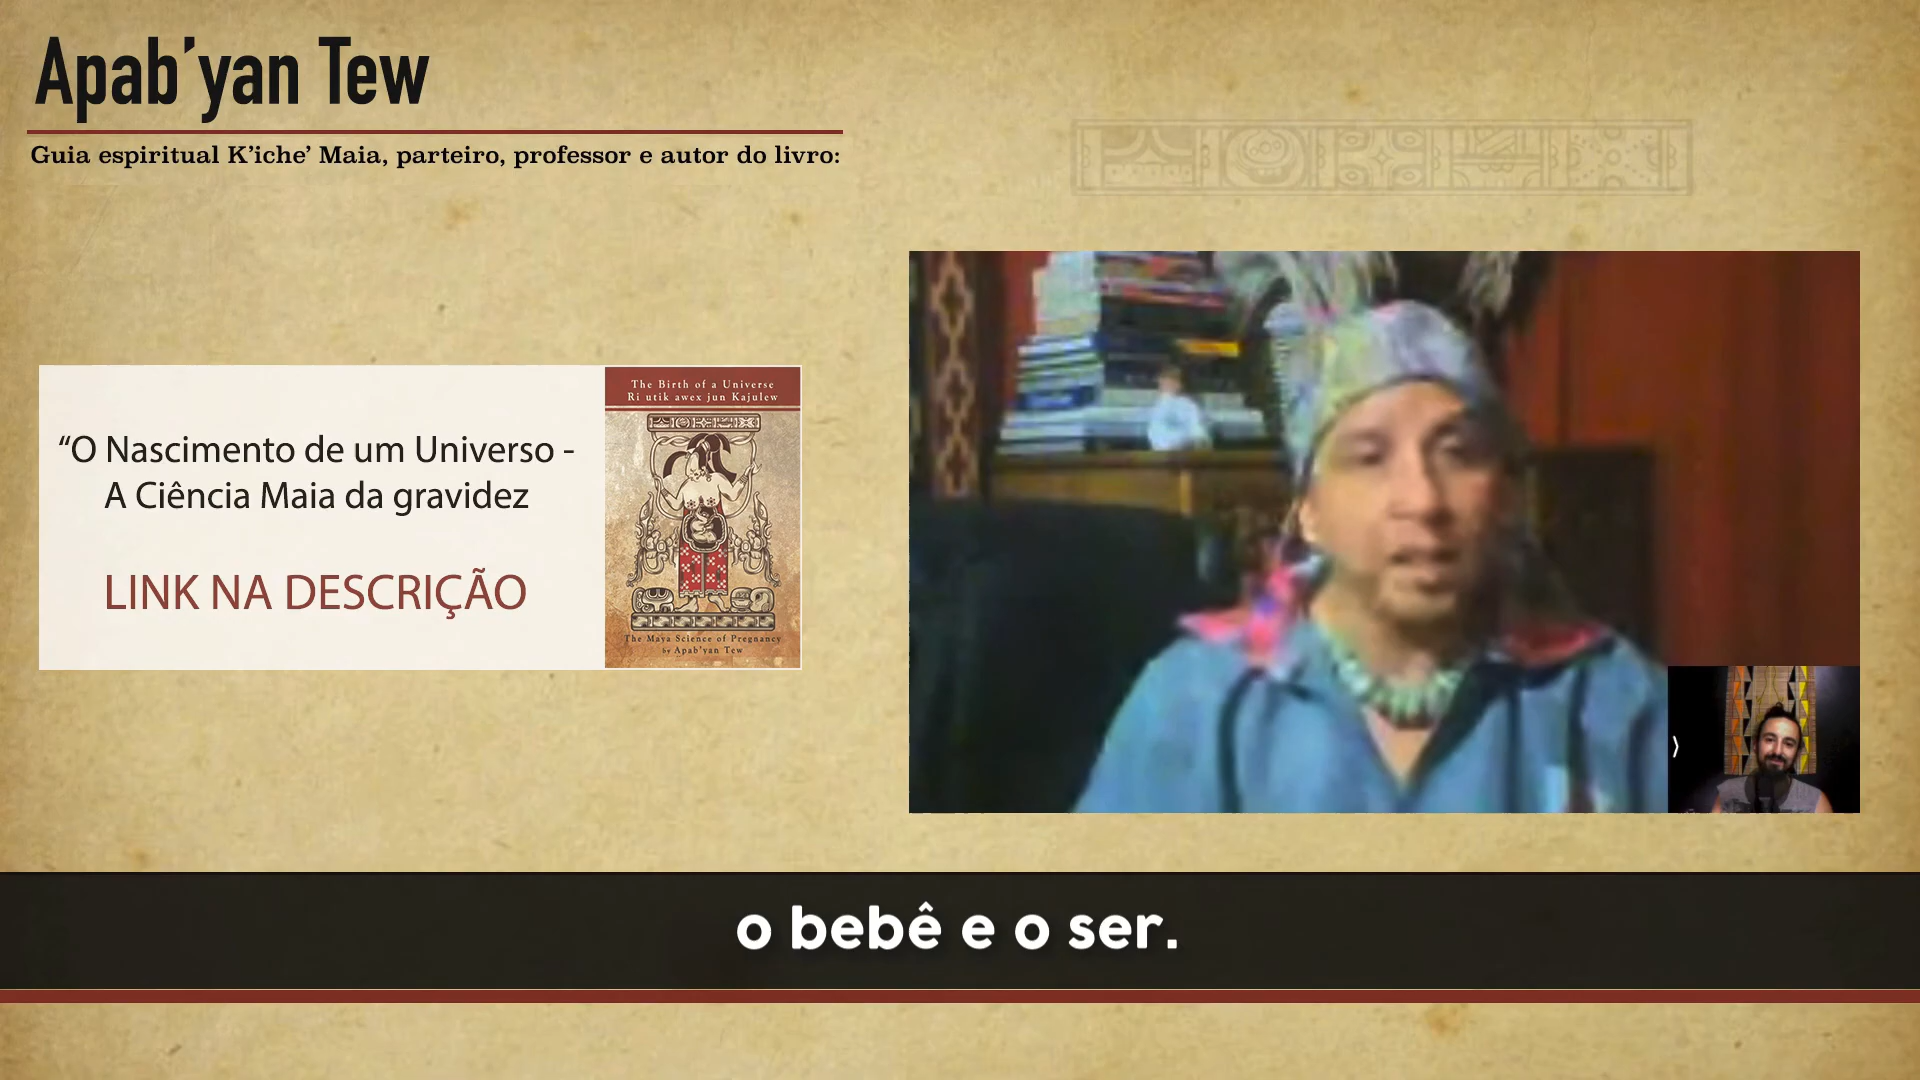 Apab'yan Tew
Guia espiritual K'iche' Maia, parteiro, professor e autor do livro:
“O Nascimento de um Universo -
A Ciência Maia da gravidez
LINK NA DESCRIÇÃO
The Birth of a Universe
Ri utik awex jun Kajulew
The Maya Science of Pregnancy
by Apab'yan Tew
o bebê e o ser.